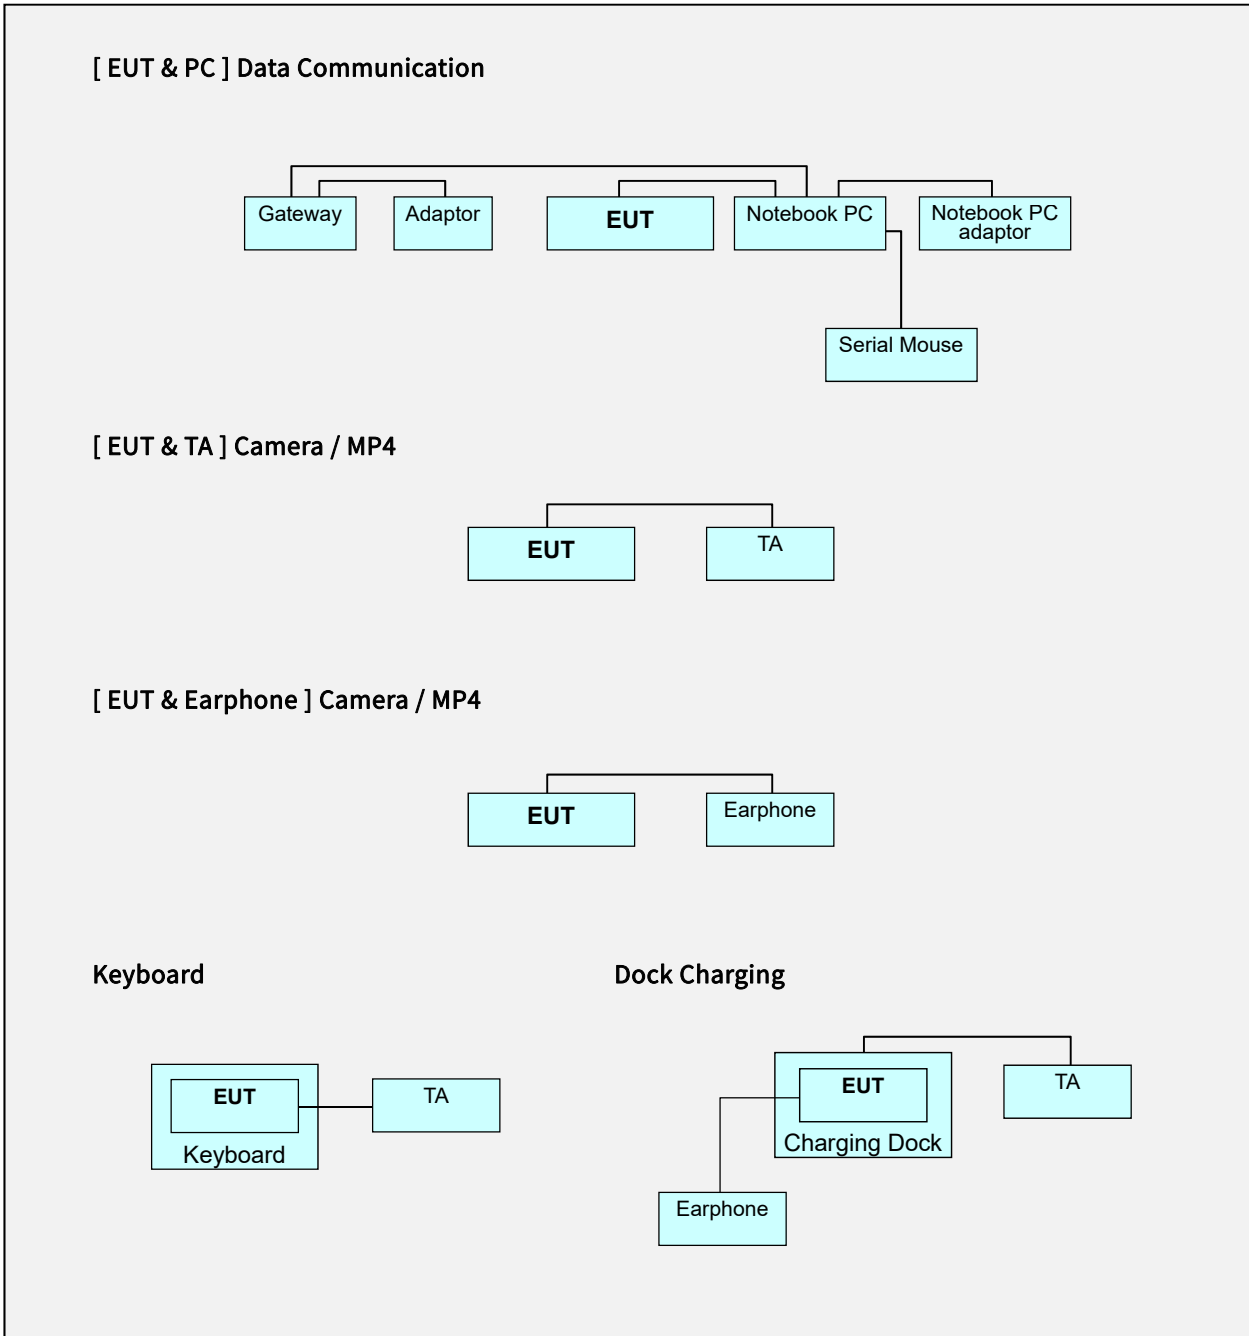 [ EUT & PC ] Data Communication
Gateway
Adaptor
EUT
Notebook PC
Notebook PC
adaptor
Serial Mouse
[ EUT & TA ] Camera / MP4
EUT
TA
[ EUT & Earphone ] Camera / MP4
EUT
Earphone
Keyboard
EUT
Keyboard
TA
Dock Charging
EUT
Charging Dock
TA
Earphone